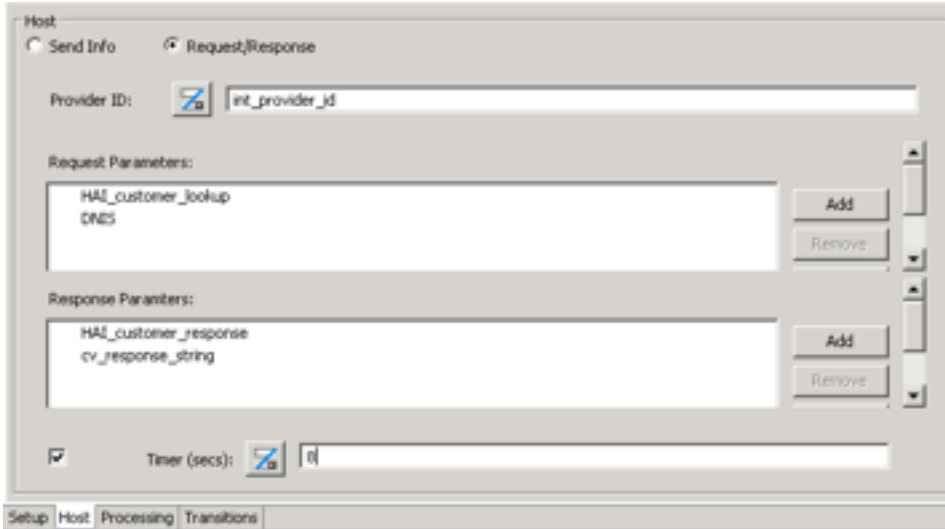 Host
Send Info Request/Response
Provider ID: int_provider_id
Request Parameters:
HAI_customer_lookup
DNIS
Add
Remove
Response Paramters:
HAI_customer_response
cv_response_string
Add
Remove
Timer (secs): 8
Setup Host Processing Transitions